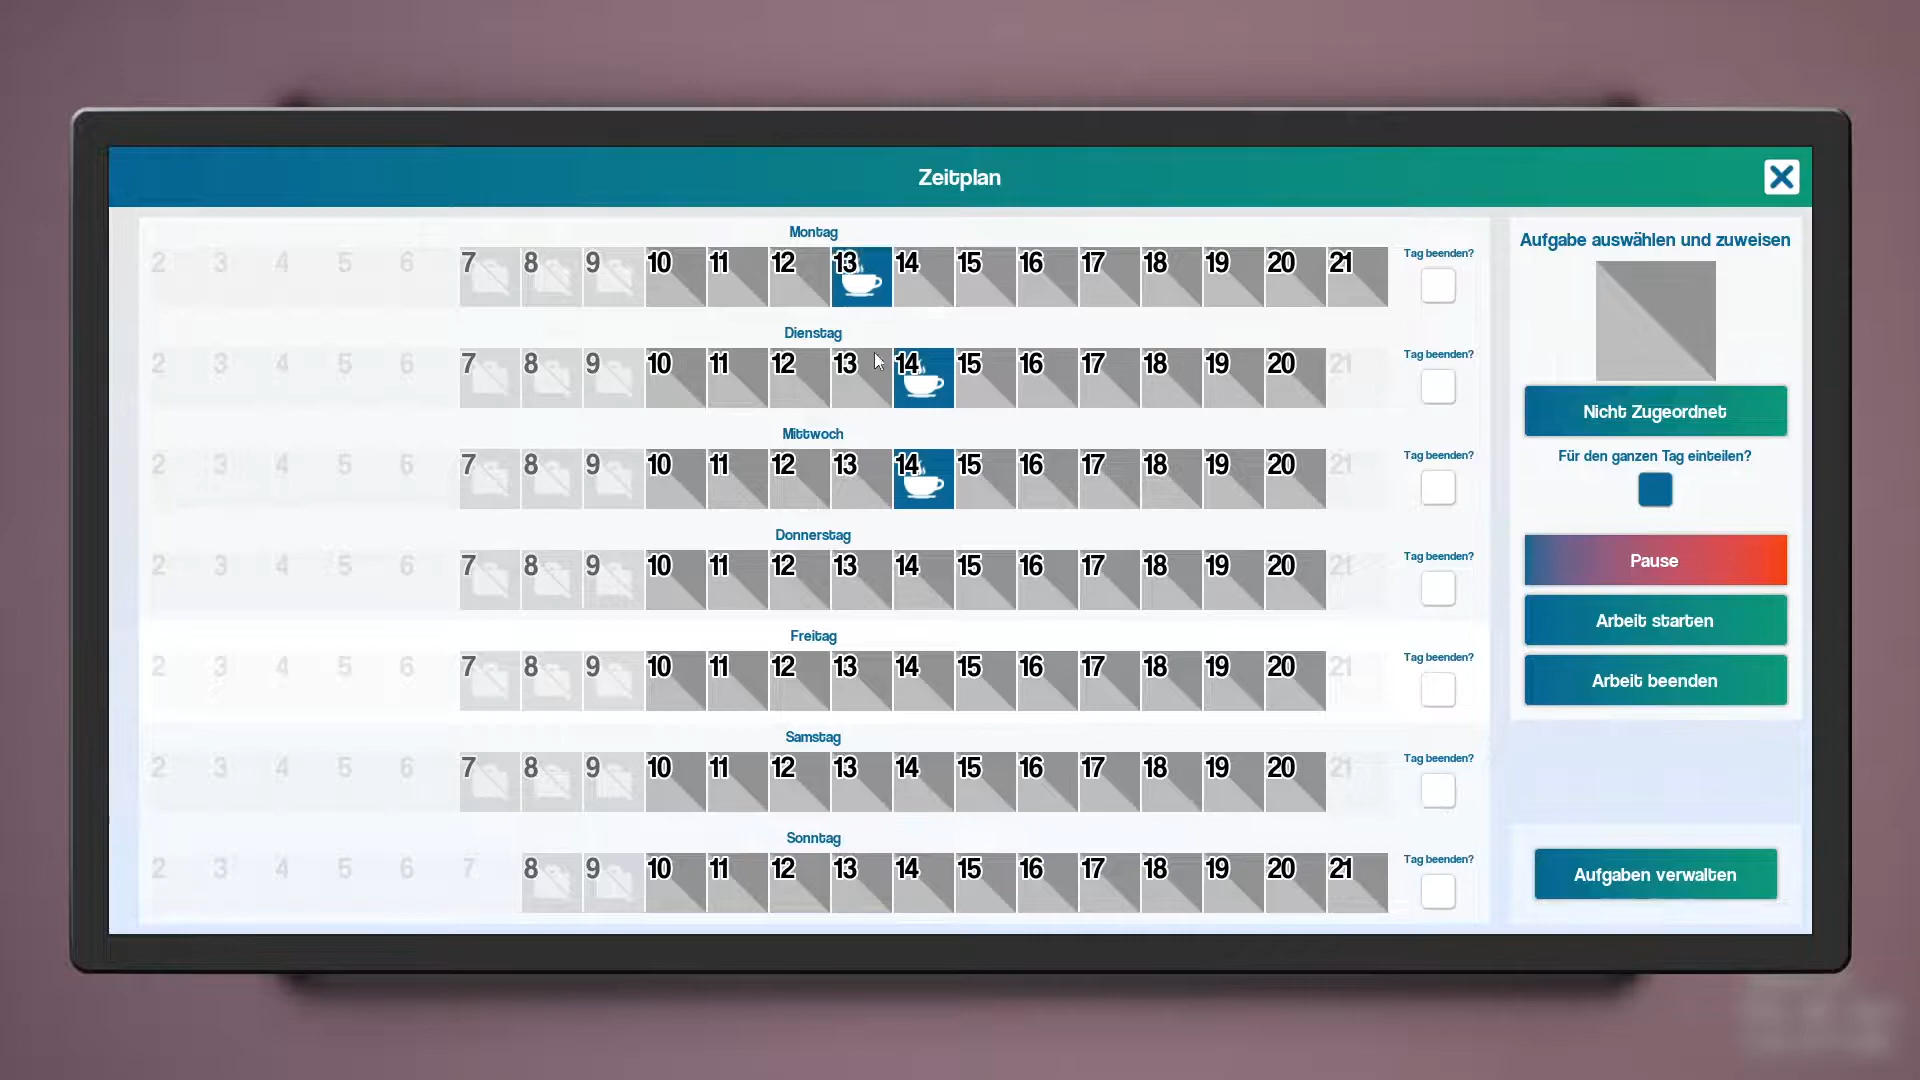 Zeitplan
Montag
2 3 4 5 6 7 8 9 10 11 12 13 14 15 16 17 18 19 20 21
Tag beenden?
Dienstag
2 3 4 5 6 7 8 9 10 11 12 13 14 15 16 17 18 19 20 21
Tag beenden?
Mittwoch
2 3 4 5 6 7 8 9 10 11 12 13 14 15 16 17 18 19 20 21
Tag beenden?
Donnerstag
2 3 4 5 6 7 8 9 10 11 12 13 14 15 16 17 18 19 20 21
Tag beenden?
Freitag
2 3 4 5 6 7 8 9 10 11 12 13 14 15 16 17 18 19 20 21
Tag beenden?
Samstag
2 3 4 5 6 7 8 9 10 11 12 13 14 15 16 17 18 19 20 21
Tag beenden?
Sonntag
2 3 4 5 6 7 8 9 10 11 12 13 14 15 16 17 18 19 20 21
Tag beenden?
Aufgabe auswählen und zuweisen
Nicht Zugeordnet
Für den ganzen Tag einteilen?
Pause
Arbeit starten
Arbeit beenden
Aufgaben verwalten